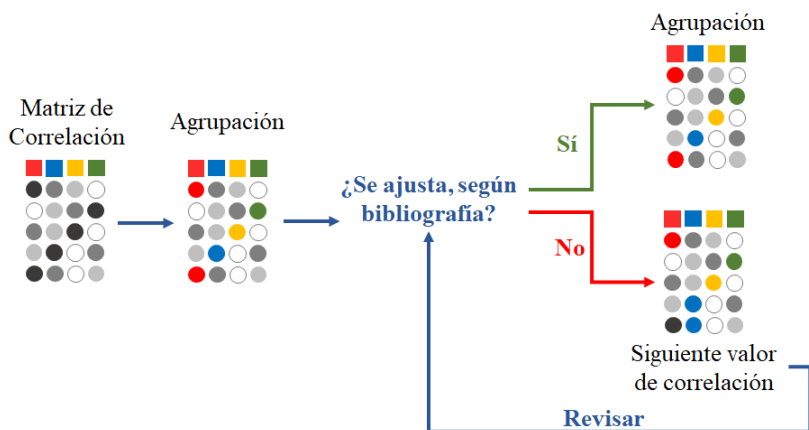 Matriz de
Correlación
Agrupación
¿Se ajusta, según
bibliografía?
Sí
No
Agrupación
Siguiente valor
de correlación
Revisar